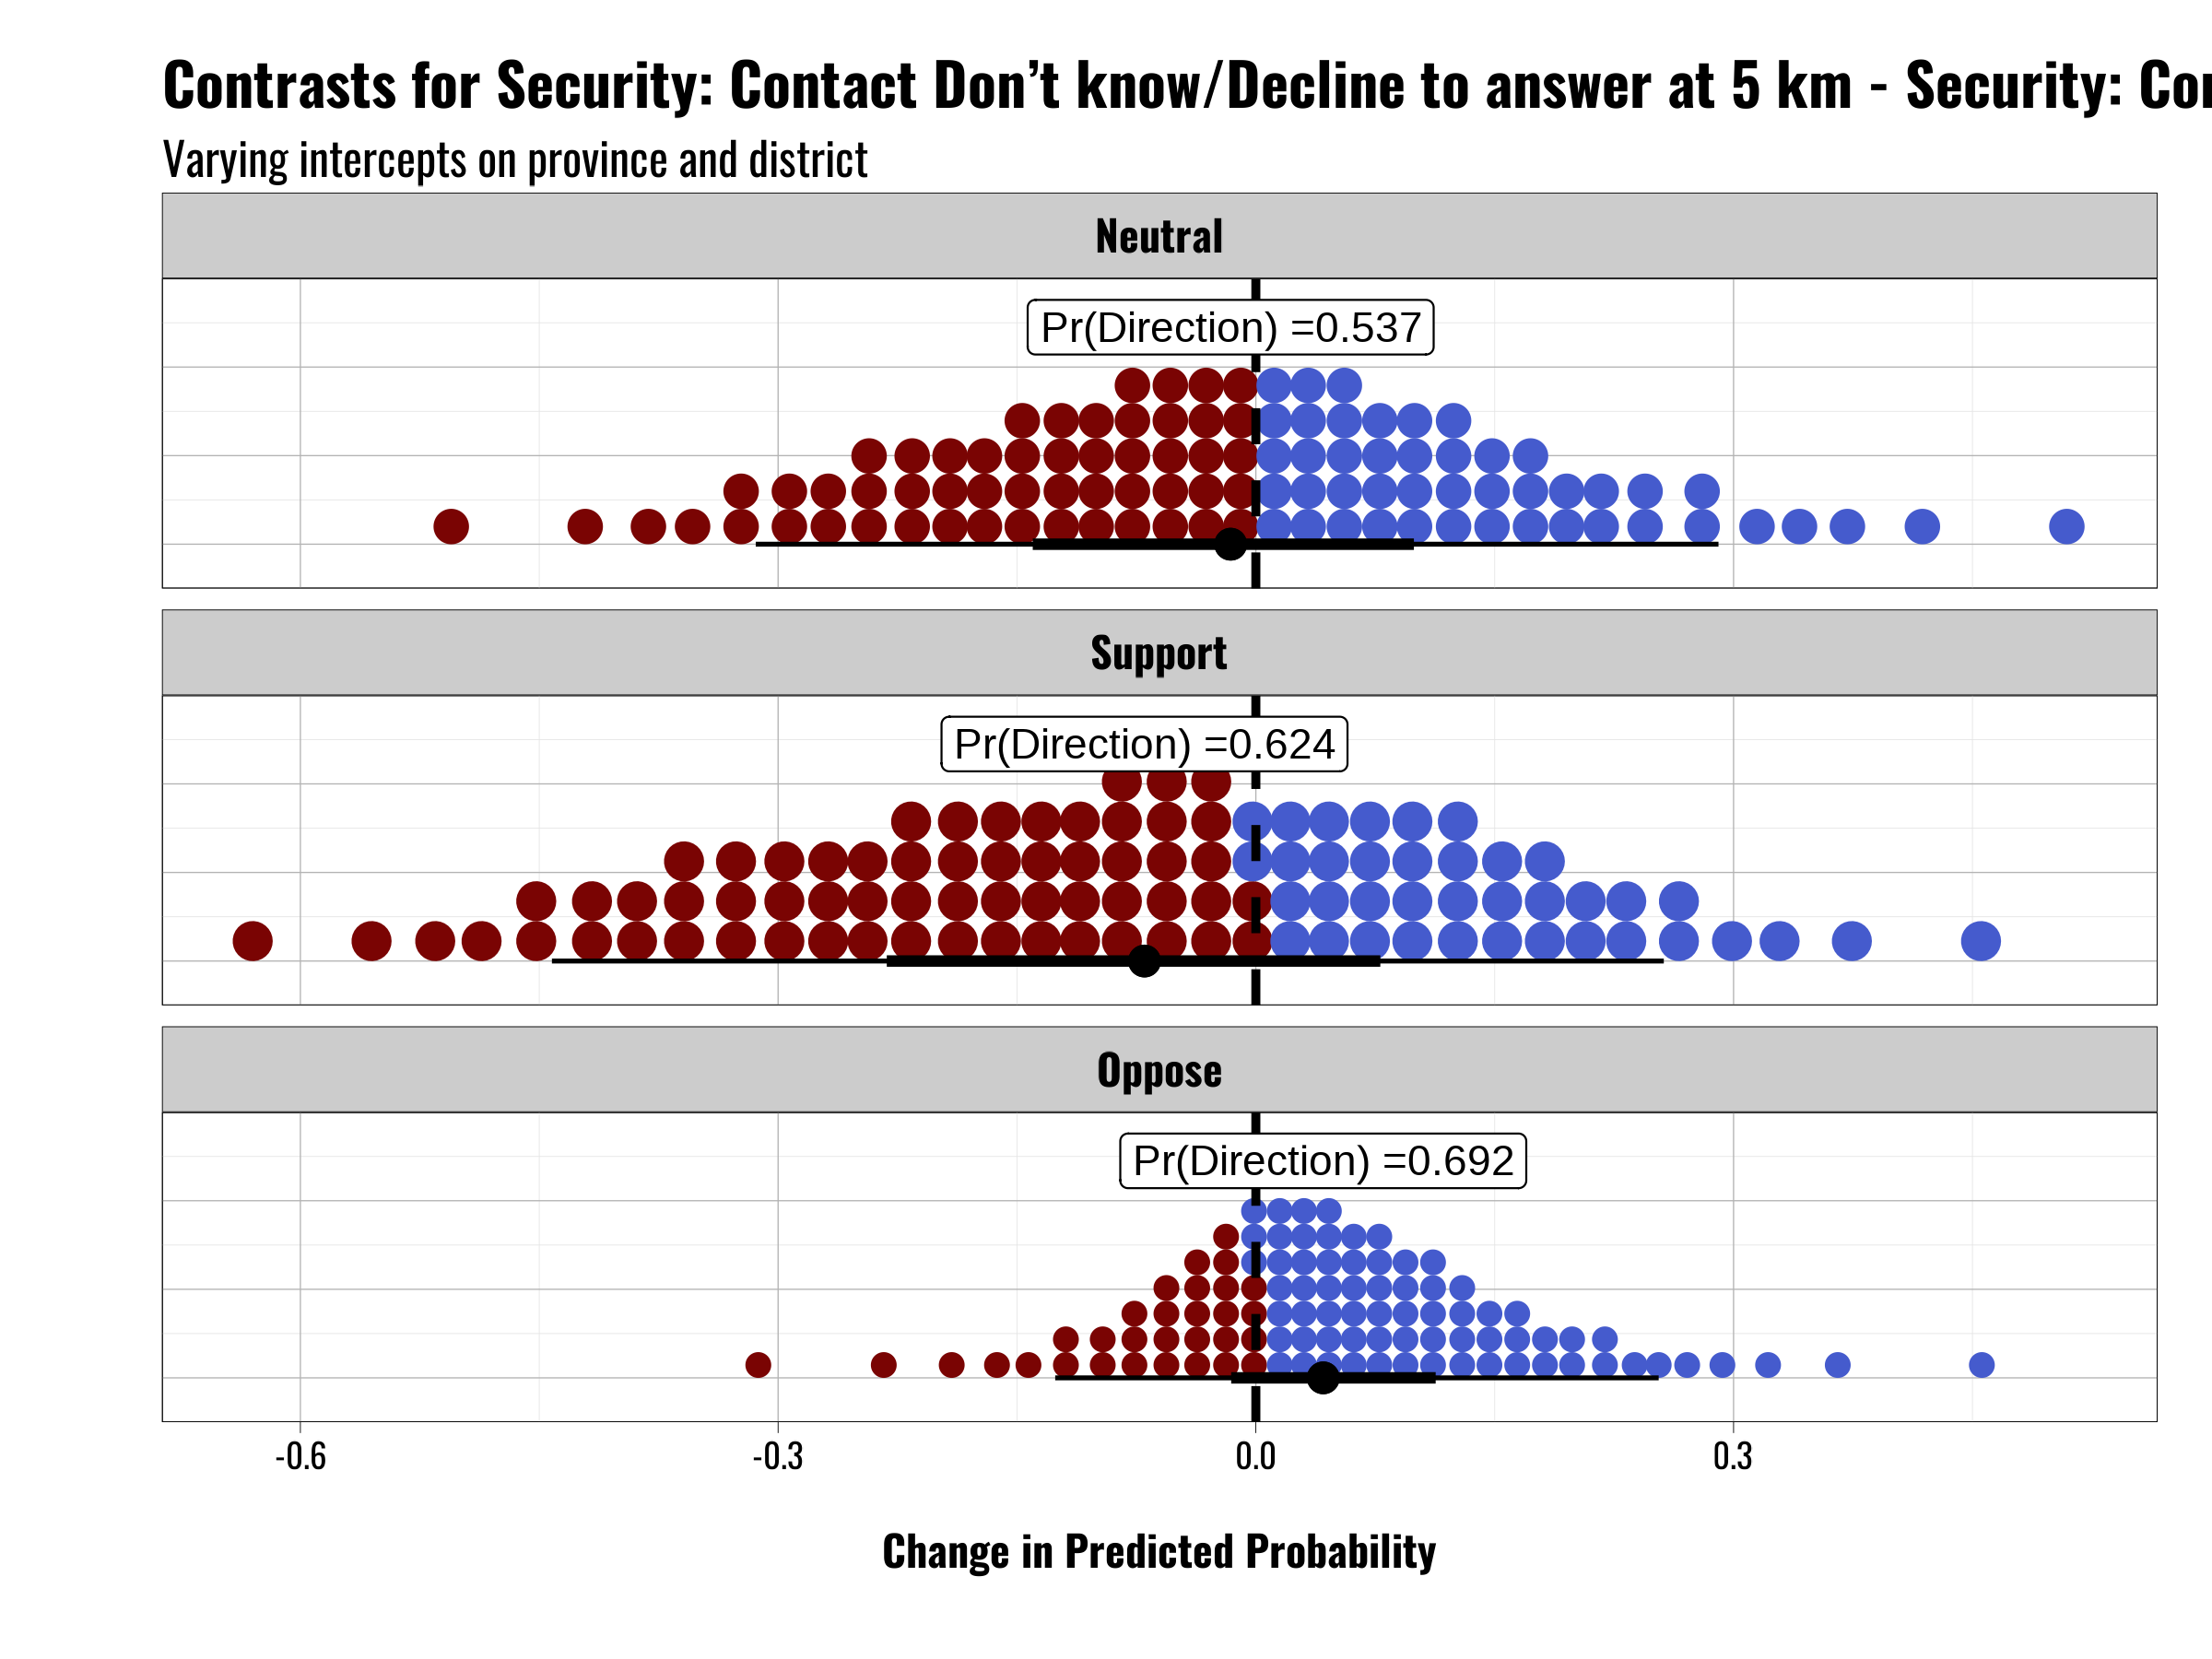 Contrasts for Security: Contact Don’t know/Decline to answer at 5 km - Security: Co
Varying intercepts on province and district
Neutral
Pr(Direction) =0.537
Support
Pr(Direction) =0.624
Oppose
Pr(Direction) =0.692
-0.6 -0.3 0.0 0.3
Change in Predicted Probability